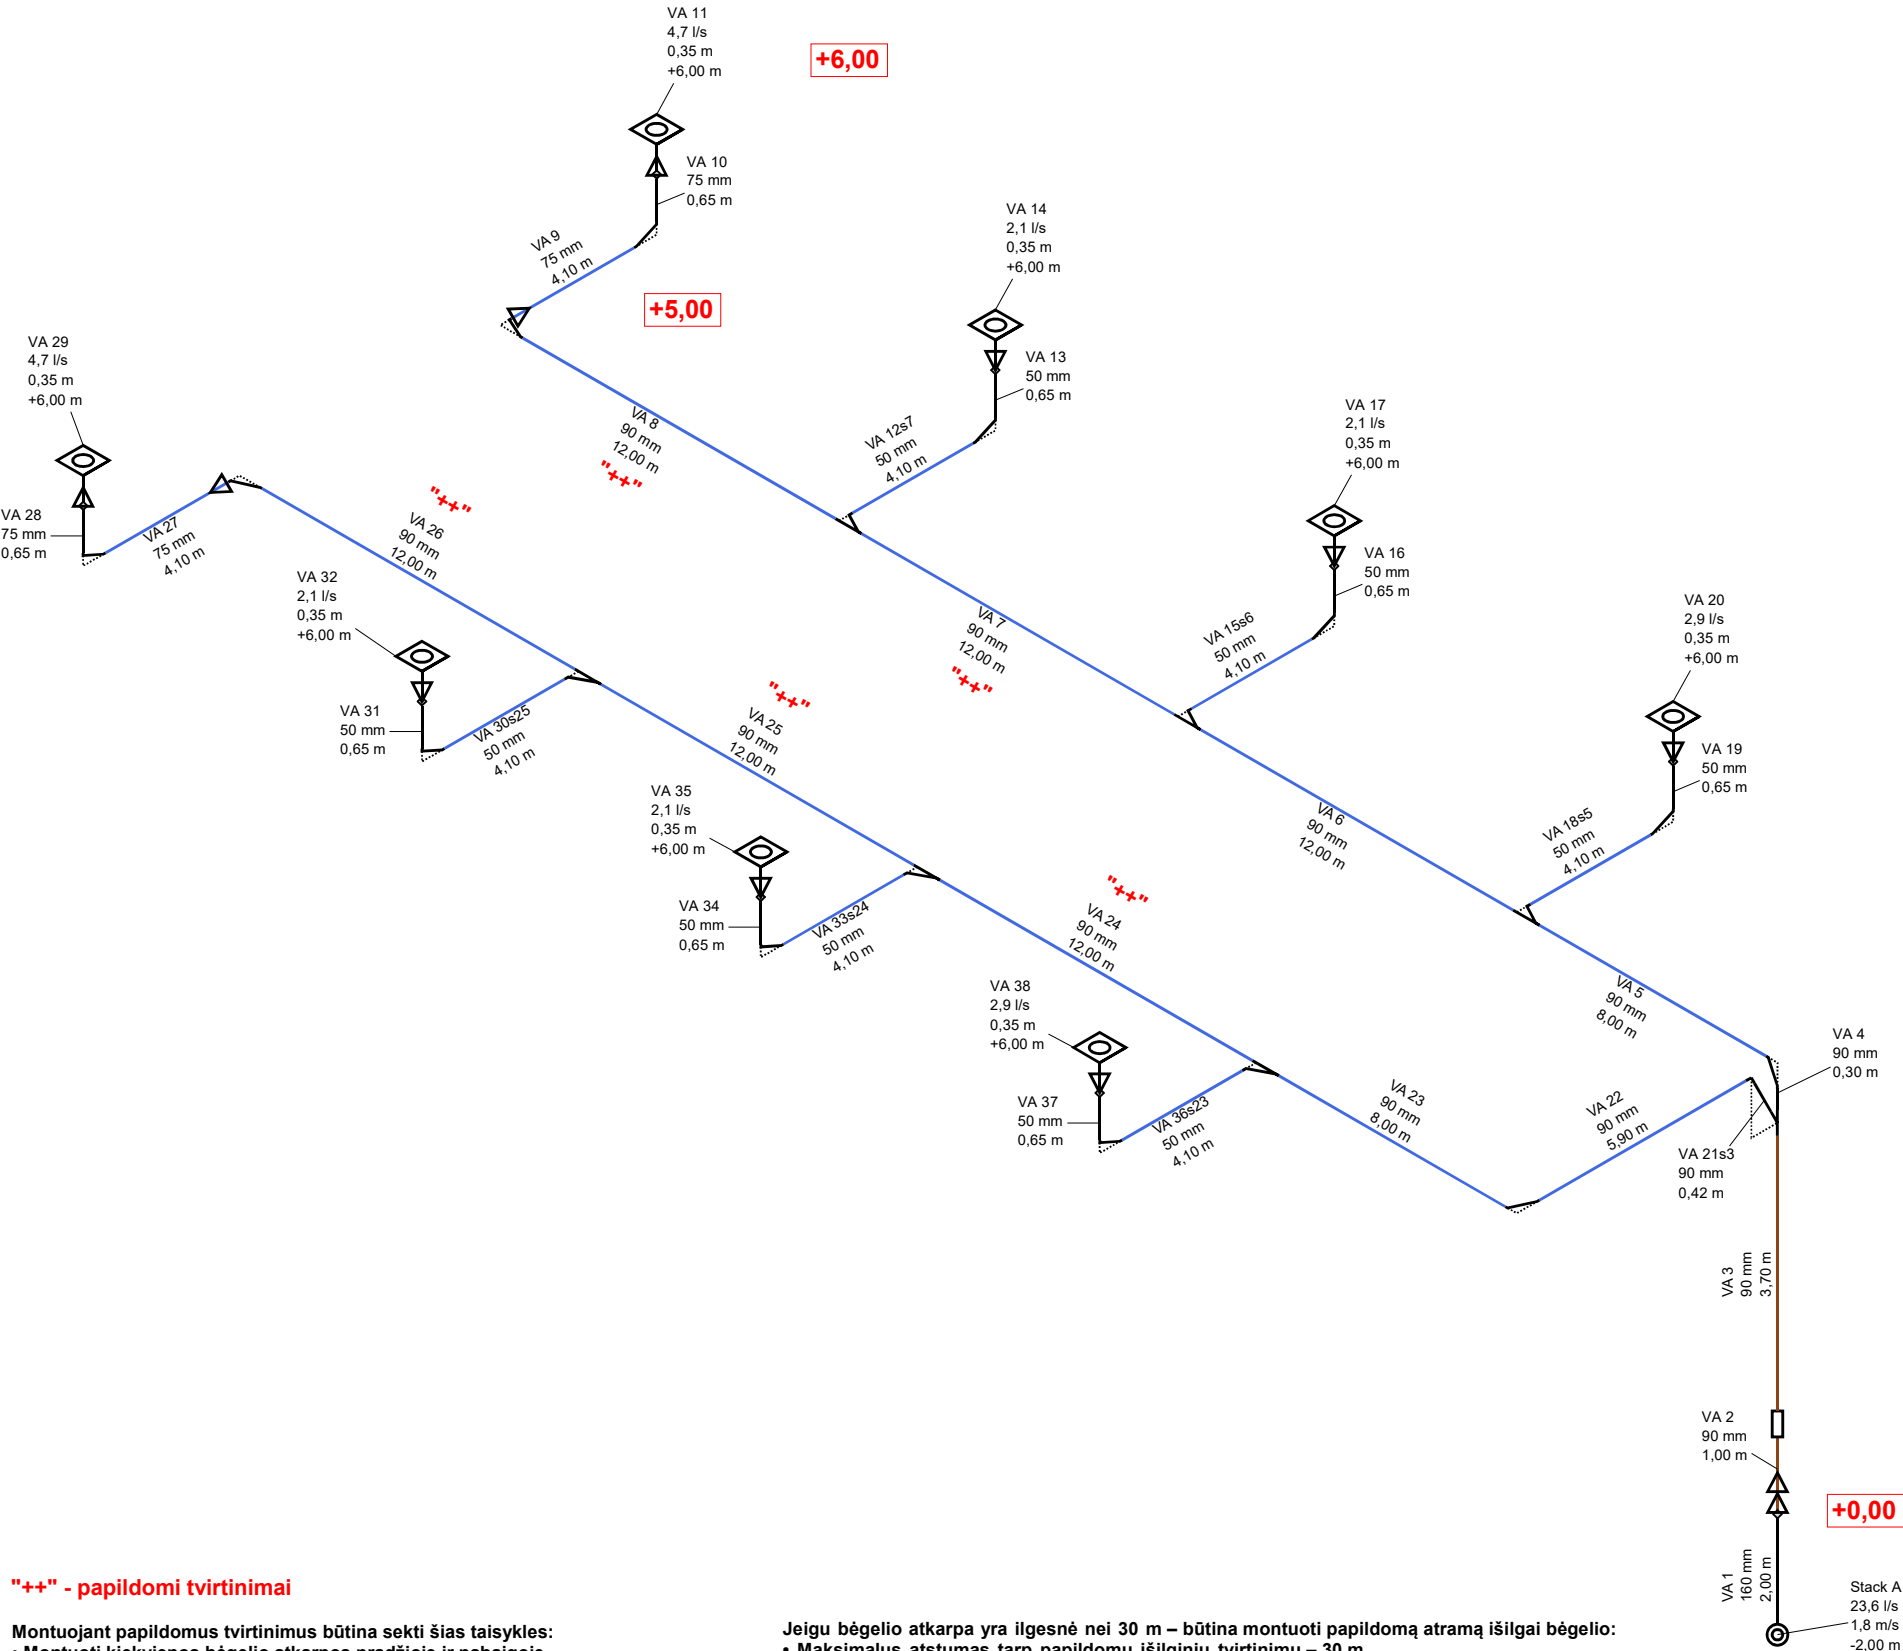 VA 11
4,7 l/s
0,35 m
+6,00 m
+6,00
VA 10
75 mm
0,65 m
VA 9
75 mm
4,10 m
+5,00
VA 14
2,1 l/s
0,35 m
+6,00 m
VA 13
50 mm
0,65 m
VA 29
4,7 l/s
0,35 m
+6,00 m
VA 28
75 mm
0,65 m
VA 27
75 mm
4,10 m
VA 8
90 mm
12,00 m
"++"
VA 12s7
50 mm
4,10 m
VA 17
2,1 l/s
0,35 m
+6,00 m
VA 16
50 mm
0,65 m
"++"
VA 26
90 mm
12,00 m
VA 32
2,1 l/s
0,35 m
+6,00 m
VA 31
50 mm
0,65 m
VA 30s25
50 mm
4,10 m
VA 7
90 mm
12,00 m
"++"
VA 15s6
50 mm
4,10 m
VA 20
2,9 l/s
0,35 m
+6,00 m
VA 19
50 mm
0,65 m
"++"
VA 25
90 mm
12,00 m
VA 35
2,1 l/s
0,35 m
+6,00 m
VA 34
50 mm
0,65 m
VA 33s24
50 mm
4,10 m
VA 6
90 mm
12,00 m
VA 18s5
50 mm
4,10 m
"++"
VA 24
90 mm
12,00 m
VA 38
2,9 l/s
0,35 m
+6,00 m
VA 37
50 mm
0,65 m
VA 36s23
50 mm
4,10 m
VA 5
90 mm
8,00 m
VA 4
90 mm
0,30 m
VA 23
90 mm
8,00 m
VA 22
90 mm
5,90 m
VA 21s3
90 mm
0,42 m
VA 3
90 mm
3,70 m
VA 2
90 mm
1,00 m
+0,00
VA 1
160 mm
2,00 m
Stack A
23,6 l/s
1,8 m/s
-2,00 m
"++" - papildomi tvirtinimai
Montuojant papildomus tvirtinimus būtina sekti šias taisykles:
• Montuoti kiekvienos bėgelio atkarpos pradžioje ir pabaigoje
Jeigu bėgelio atkarpa yra ilgesnė nei 30 m – būtina montuoti papildomą atramą išilgai bėgelio:
• Maksimalus atstumas tarp papildomų išilginių tvirtinimų – 30 m